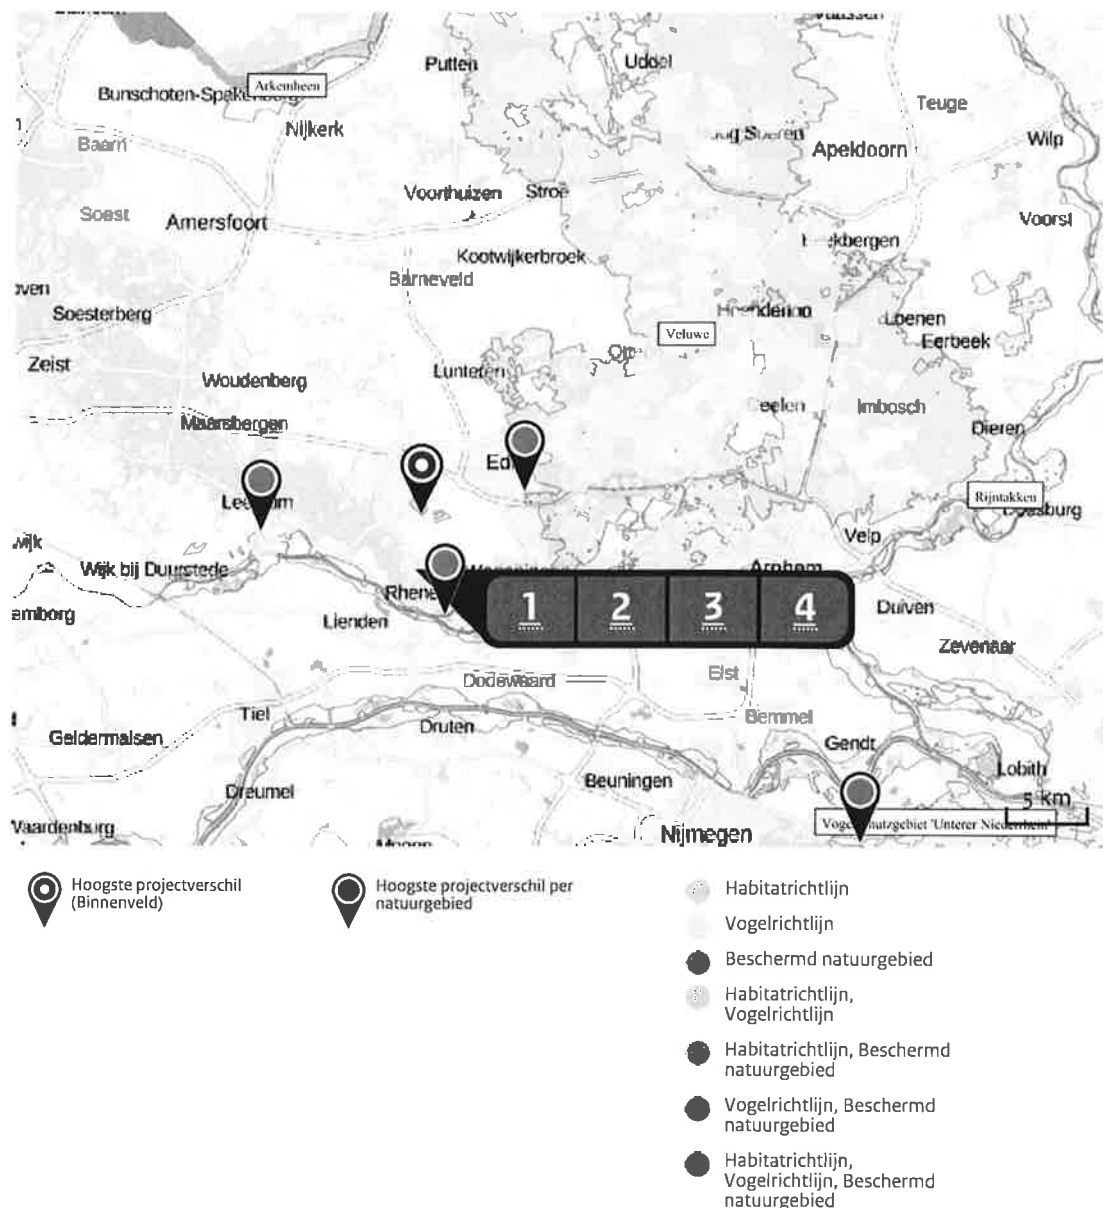 Putten
Udoel
Vaassen
Arkemheen
Bunschoten-Spakenburg
Teuge
Nijkerk
Baarn
Apeldoorn
Wilp
Voorthuizen
Stroe
Soest
Amersfoort
Voorst
Kootwijkerbroek
Barneveld
Soesterberg
Loenen
Veluwe
Eerbeek
Zeist
Lunteren
Woudenberg
Imbosch
Maarsbergen
Dieren
Rijntakken
Velp
Wijk bij Duurstede
Arnhem
Duiven
Lienden
1 2 3 4
Zevenaar
Elst
Dodewaard
Tiel
Bemmel
Druten
Geldermalsen
Gendt
Beuningen
Lobith
Dreumel
5 km
Nijmegen
Hoogste projectverschil
(Binnenveld)
Hoogste projectverschil per
natuurgebied
Habitatrichtlijn
Vogelrichtlijn
Beschermd natuurgebied
Habitatrichtlijn,
Vogelrichtlijn
Habitatrichtlijn, Beschermd
natuurgebied
Vogelrichtlijn, Beschermd
natuurgebied
Habitatrichtlijn,
Vogelrichtlijn, Beschermd
natuurgebied